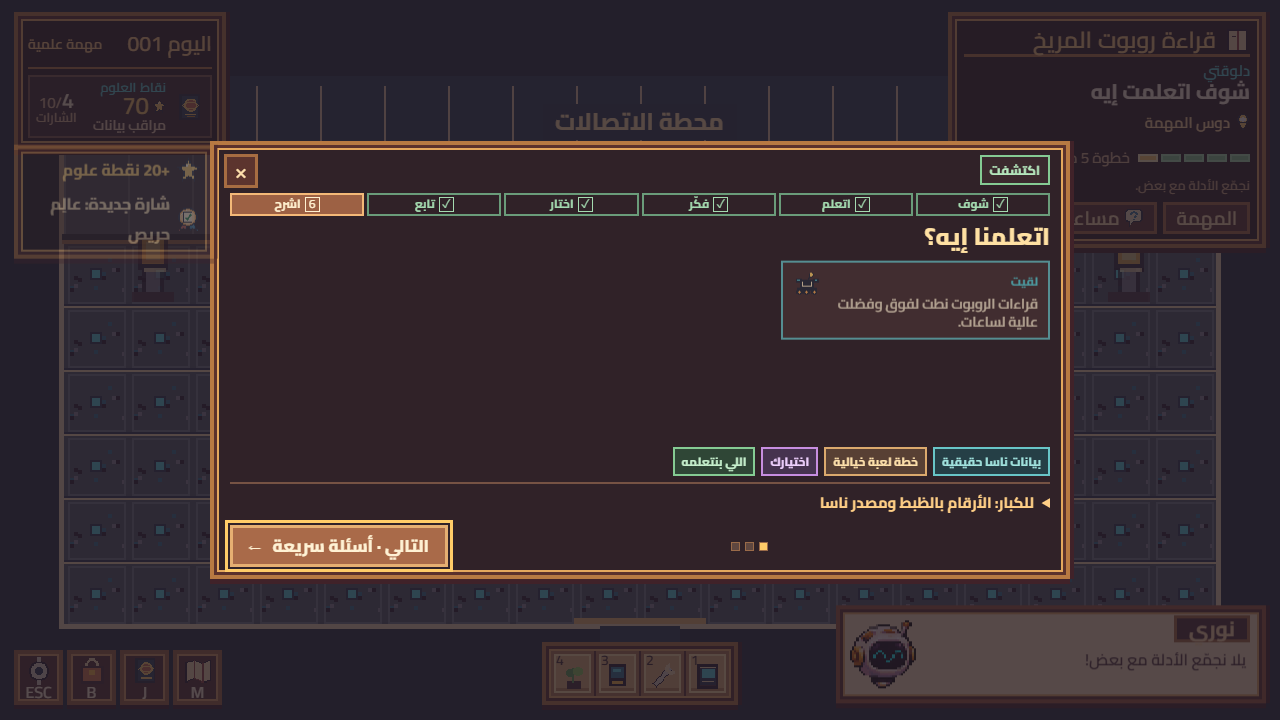 قراءة روبوت المريخ
دلوقتي
شوف اتعلمت إيه
دوس المهمة
خطوة 5
نجمّع الأدلة مع بعض.
المهمة
اليوم 001
مهمة علمية
نقاط العلوم
70
مراقب بيانات
10/4
الشارات
+20 نقطة علوم
شارة جديدة: عالِم
حريص
محطة الاتصالات
اكتشفت
×
شوف
اتعلم
فكّر
اختار
تابع
6 اشرح
اتعلمنا إيه؟
لقيت
قراءات الروبوت نطت لفوق وفضلت
عالية لساعات.
بيانات ناسا حقيقية
خطة لعبة خيالية
اختيارك
اللي بنتعلمه
للكبار: الأرقام بالظبط ومصدر ناسا
التالي · أسئلة سريعة ←
نوري
يلا نجمّع الأدلة مع بعض!
4
3
2
1
ESC
B
J
M